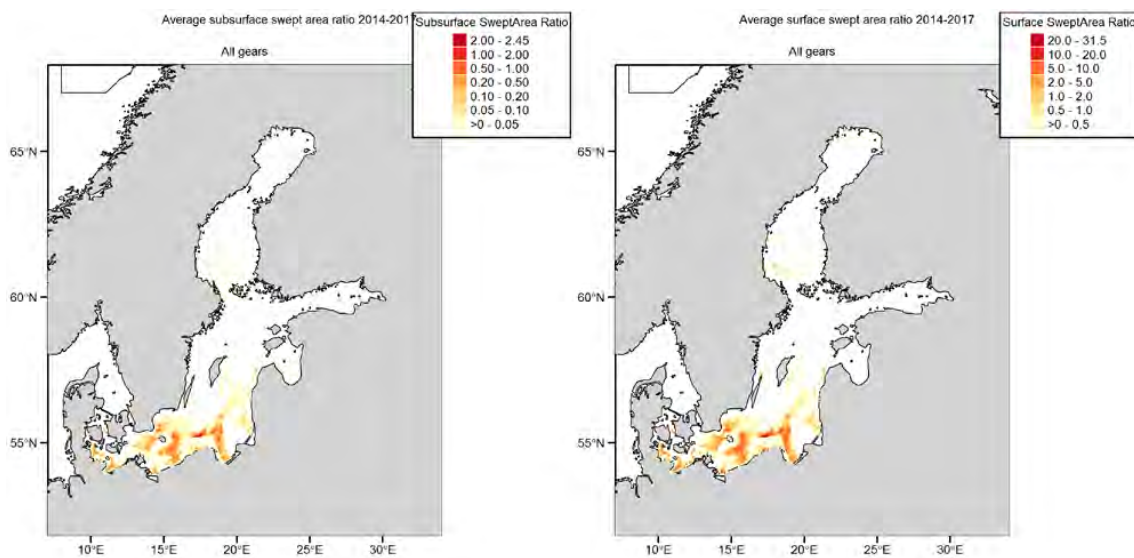 Average subsurface swept area ratio 2014-2017
All gears
Subsurface SweptArea Ratio
2.00 - 2.45
1.00 - 2.00
0.50 - 1.00
0.20 - 0.50
0.10 - 0.20
0.05 - 0.10
>0 - 0.05
65°N
60°N
55°N
10°E 15°E 20°E 25°E 30°E
Average surface swept area ratio 2014-2017
All gears
Surface SweptArea Ratio
20.0 - 31.5
10.0 - 20.0
5.0 - 10.0
2.0 - 5.0
1.0 - 2.0
0.5 - 1.0
>0 - 0.5
65°N
60°N
55°N
10°E 15°E 20°E 25°E 30°E